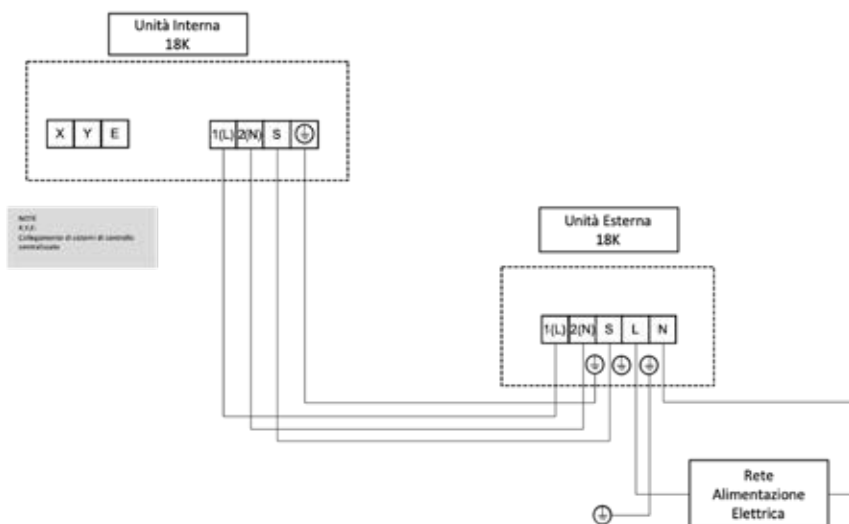 Unità Interna
18K
X Y E
1(L) 2(N) S
NOTE
X,Y,E:
Collegamento di sistemi di controllo
centralizzato
Unità Esterna
18K
1(L) 2(N) S L N
Rete
Alimentazione
Elettrica